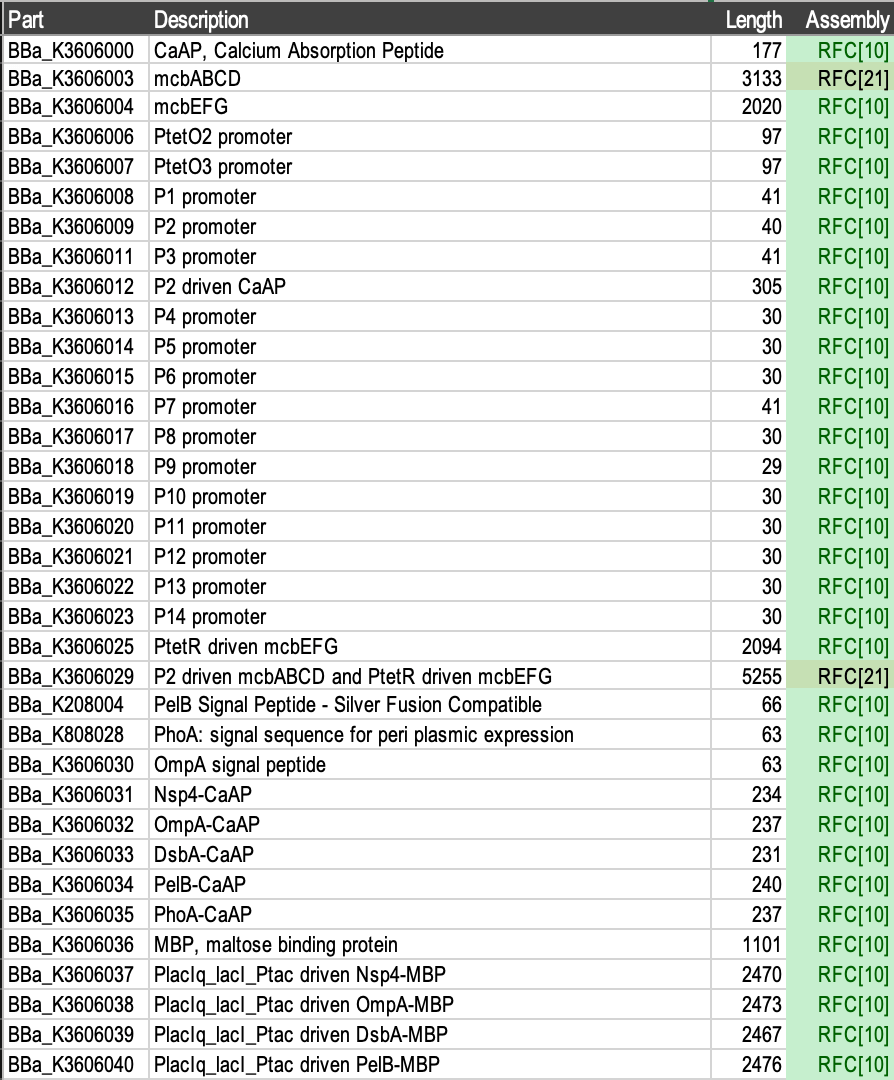 Part Description Length Assembly
BBa_K3606000 CaAP, Calcium Absorption Peptide 177 RFC[10]
BBa_K3606003 mcbABCD 3133 RFC[21]
BBa_K3606004 mcbEFG 2020 RFC[10]
BBa_K3606006 PtetO2 promoter 97 RFC[10]
BBa_K3606007 PtetO3 promoter 97 RFC[10]
BBa_K3606008 P1 promoter 41 RFC[10]
BBa_K3606009 P2 promoter 40 RFC[10]
BBa_K3606011 P3 promoter 41 RFC[10]
BBa_K3606012 P2 driven CaAP 305 RFC[10]
BBa_K3606013 P4 promoter 30 RFC[10]
BBa_K3606014 P5 promoter 30 RFC[10]
BBa_K3606015 P6 promoter 30 RFC[10]
BBa_K3606016 P7 promoter 41 RFC[10]
BBa_K3606017 P8 promoter 30 RFC[10]
BBa_K3606018 P9 promoter 29 RFC[10]
BBa_K3606019 P10 promoter 30 RFC[10]
BBa_K3606020 P11 promoter 30 RFC[10]
BBa_K3606021 P12 promoter 30 RFC[10]
BBa_K3606022 P13 promoter 30 RFC[10]
BBa_K3606023 P14 promoter 30 RFC[10]
BBa_K3606025 PtetR driven mcbEFG 2094 RFC[10]
BBa_K3606029 P2 driven mcbABCD and PtetR driven mcbEFG 5255 RFC[21]
BBa_K208004 PelB Signal Peptide - Silver Fusion Compatible 66 RFC[10]
BBa_K808028 PhoA: signal sequence for peri plasmic expression 63 RFC[10]
BBa_K3606030 OmpA signal peptide 63 RFC[10]
BBa_K3606031 Nsp4-CaAP 234 RFC[10]
BBa_K3606032 OmpA-CaAP 237 RFC[10]
BBa_K3606033 DsbA-CaAP 231 RFC[10]
BBa_K3606034 PelB-CaAP 240 RFC[10]
BBa_K3606035 PhoA-CaAP 237 RFC[10]
BBa_K3606036 MBP, maltose binding protein 1101 RFC[10]
BBa_K3606037 PlacIq_lacI_Ptac driven Nsp4-MBP 2470 RFC[10]
BBa_K3606038 PlacIq_lacI_Ptac driven OmpA-MBP 2473 RFC[10]
BBa_K3606039 PlacIq_lacI_Ptac driven DsbA-MBP 2467 RFC[10]
BBa_K3606040 PlacIq_lacI_Ptac driven PelB-MBP 2476 RFC[10]